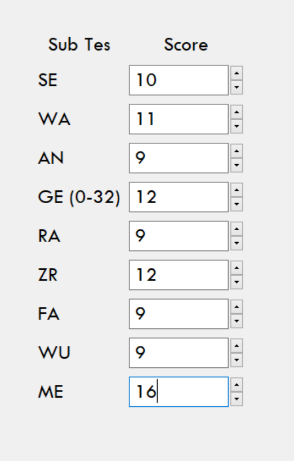 Sub Tes Score
SE 10
WA 11
AN 9
GE (0-32) 12
RA 9
ZR 12
FA 9
WU 9
ME 16